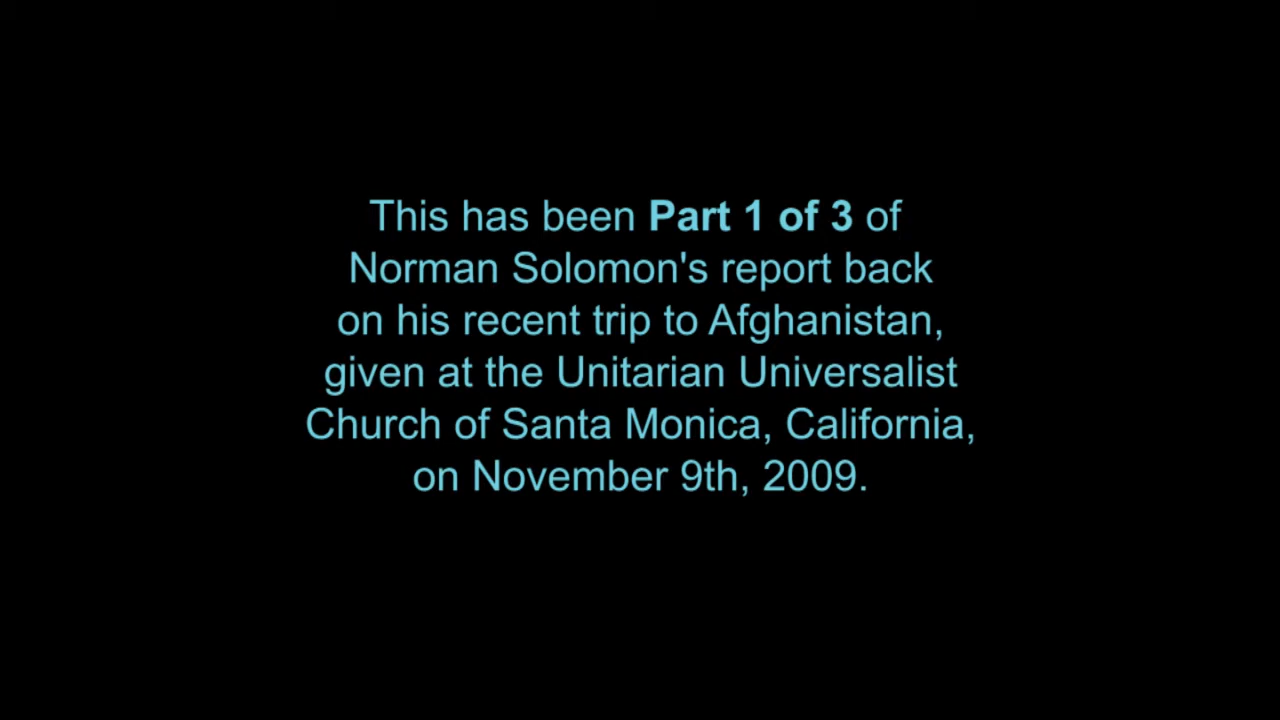 This has been Part 1 of 3 of
Norman Solomon's report back
on his recent trip to Afghanistan,
given at the Unitarian Universalist
Church of Santa Monica, California,
on November 9th, 2009.